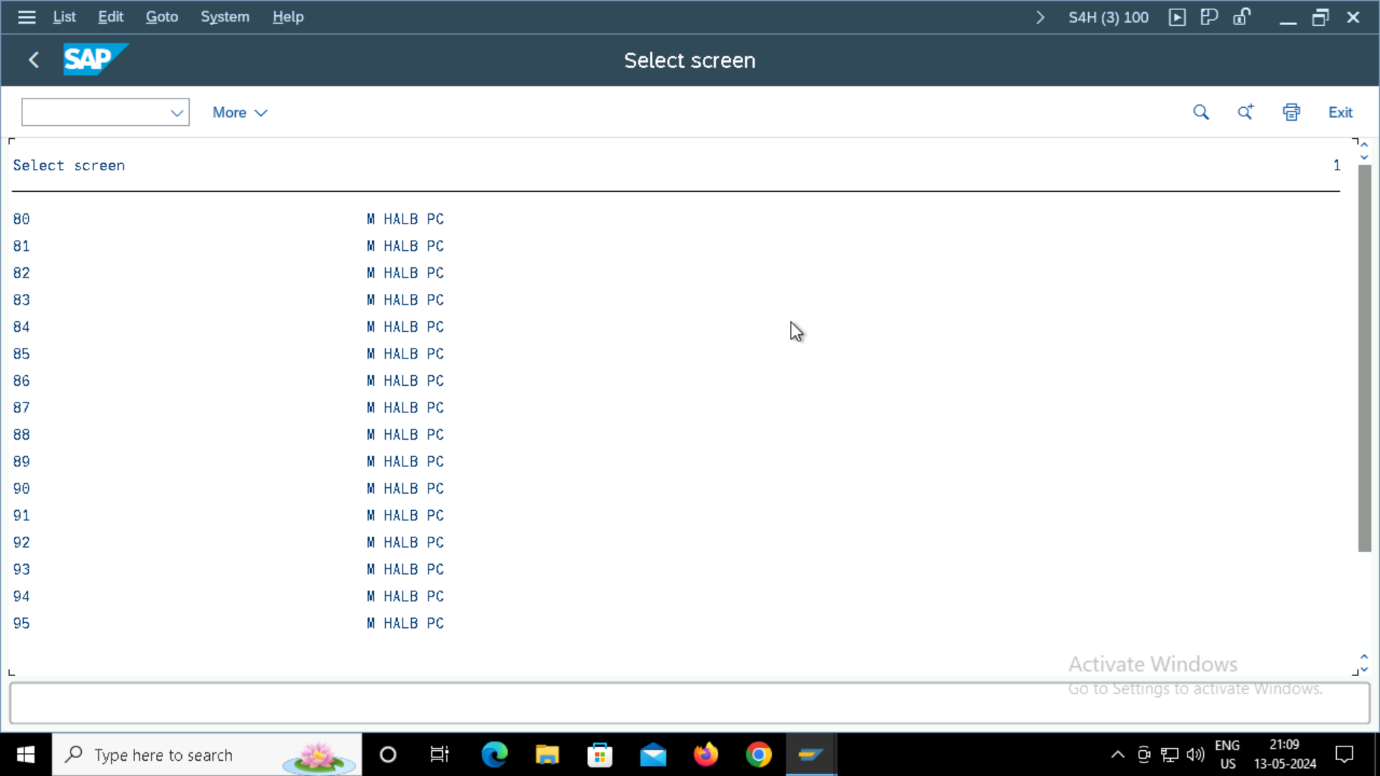 List Edit Goto System Help S4H (3) 100
SAP Select screen
More Exit
Select screen 1
80 M HALB PC
81 M HALB PC
82 M HALB PC
83 M HALB PC
84 M HALB PC
85 M HALB PC
86 M HALB PC
87 M HALB PC
88 M HALB PC
89 M HALB PC
90 M HALB PC
91 M HALB PC
92 M HALB PC
93 M HALB PC
94 M HALB PC
95 M HALB PC
Activate Windows
Go to Settings to activate Windows.
Type here to search
ENG 21:09
US 13-05-2024